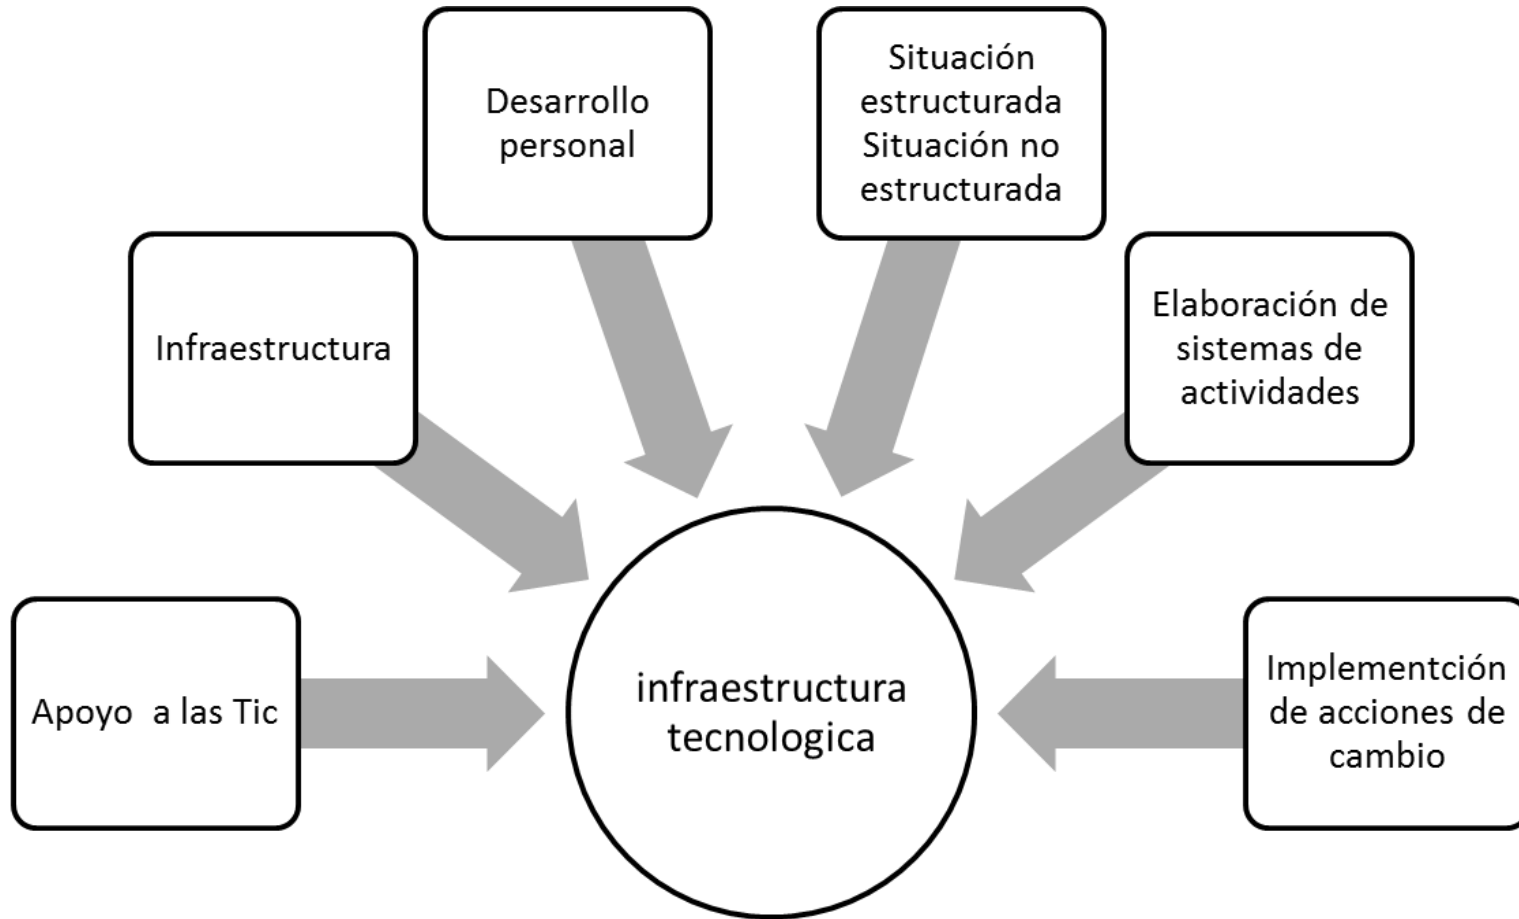 Desarrollo
personal
Situación
estructurada
Situación no
estructurada
Infraestructura
Elaboración de
sistemas de
actividades
Apoyo  a las Tic
infraestructura
tecnologica
Implementción
de acciones de
cambio